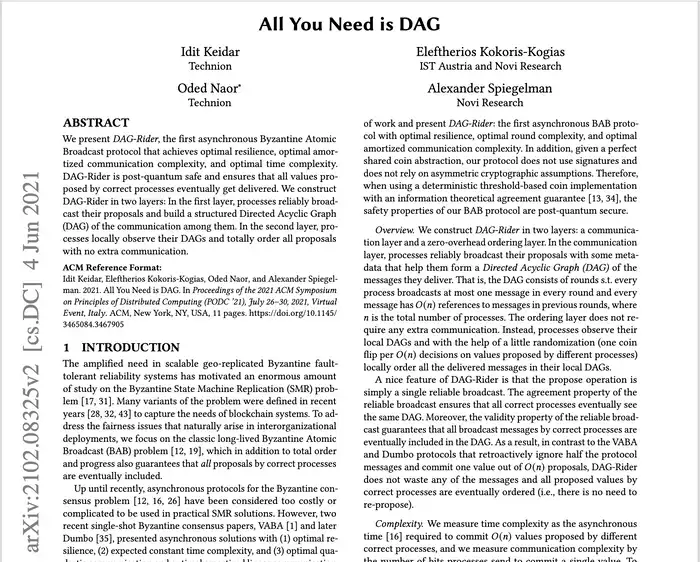 All You Need is DAG
Idit Keidar
Technion
Eleftherios Kokoris-Kogias
IST Austria and Novi Research
Oded Naor*
Technion
Alexander Spiegelman
Novi Research
arXiv:2102.08325v2 [cs.DC] 4 Jun 2021
ABSTRACT
We present DAG-Rider, the first asynchronous Byzantine Atomic
Broadcast protocol that achieves optimal resilience, optimal amor-
tized communication complexity, and optimal time complexity.
DAG-Rider is post-quantum safe and ensures that all values pro-
posed by correct processes eventually get delivered. We construct
DAG-Rider in two layers: In the first layer, processes reliably broad-
cast their proposals and build a structured Directed Acyclic Graph
(DAG) of the communication among them. In the second layer, pro-
cesses locally observe their DAGs and totally order all proposals
with no extra communication.
ACM Reference Format:
Idit Keidar, Eleftherios Kokoris-Kogias, Oded Naor, and Alexander Spiegel-
man. 2021. All You Need is DAG. In Proceedings of the 2021 ACM Symposium
on Principles of Distributed Computing (PODC '21), July 26–30, 2021, Virtual
Event, Italy. ACM, New York, NY, USA, 11 pages. https://doi.org/10.1145/
3465084.3467905
1 INTRODUCTION
The amplified need in scalable geo-replicated Byzantine fault-
tolerant reliability systems has motivated an enormous amount
of study on the Byzantine State Machine Replication (SMR) prob-
lem [17, 31]. Many variants of the problem were defined in recent
years [28, 32, 43] to capture the needs of blockchain systems. To ad-
dress the fairness issues that naturally arise in interorganizational
deployments, we focus on the classic long-lived Byzantine Atomic
Broadcast (BAB) problem [12, 19], which in addition to total order
and progress also guarantees that all proposals by correct processes
are eventually included.
Up until recently, asynchronous protocols for the Byzantine con-
sensus problem [12, 16, 26] have been considered too costly or
complicated to be used in practical SMR solutions. However, two
recent single-shot Byzantine consensus papers, VABA [1] and later
Dumbo [35], presented asynchronous solutions with (1) optimal re-
silience, (2) expected constant time complexity, and (3) optimal qua-
of work and present DAG-Rider: the first asynchronous BAB proto-
col with optimal resilience, optimal round complexity, and optimal
amortized communication complexity. In addition, given a perfect
shared coin abstraction, our protocol does not use signatures and
does not rely on asymmetric cryptographic assumptions. Therefore,
when using a deterministic threshold-based coin implementation
with an information theoretical agreement guarantee [13, 34], the
safety properties of our BAB protocol are post-quantum secure.
Overview. We construct DAG-Rider in two layers: a communica-
tion layer and a zero-overhead ordering layer. In the communication
layer, processes reliably broadcast their proposals with some meta-
data that help them form a Directed Acyclic Graph (DAG) of the
messages they deliver. That is, the DAG consists of rounds s.t. every
process broadcasts at most one message in every round and every
message has O(n) references to messages in previous rounds, where
n is the total number of processes. The ordering layer does not re-
quire any extra communication. Instead, processes observe their
local DAGs and with the help of a little randomization (one coin
flip per O(n) decisions on values proposed by different processes)
locally order all the delivered messages in their local DAGs.
A nice feature of DAG-Rider is that the propose operation is
simply a single reliable broadcast. The agreement property of the
reliable broadcast ensures that all correct processes eventually see
the same DAG. Moreover, the validity property of the reliable broad-
cast guarantees that all broadcast messages by correct processes are
eventually included in the DAG. As a result, in contrast to the VABA
and Dumbo protocols that retroactively ignore half the protocol
messages and commit one value out of O(n) proposals, DAG-Rider
does not waste any of the messages and all proposed values by
correct processes are eventually ordered (i.e., there is no need to
re-propose).
Complexity. We measure time complexity as the asynchronous
time [16] required to commit O(n) values proposed by different
correct processes, and we measure communication complexity by
the number of bits processes send to commit a single value. To